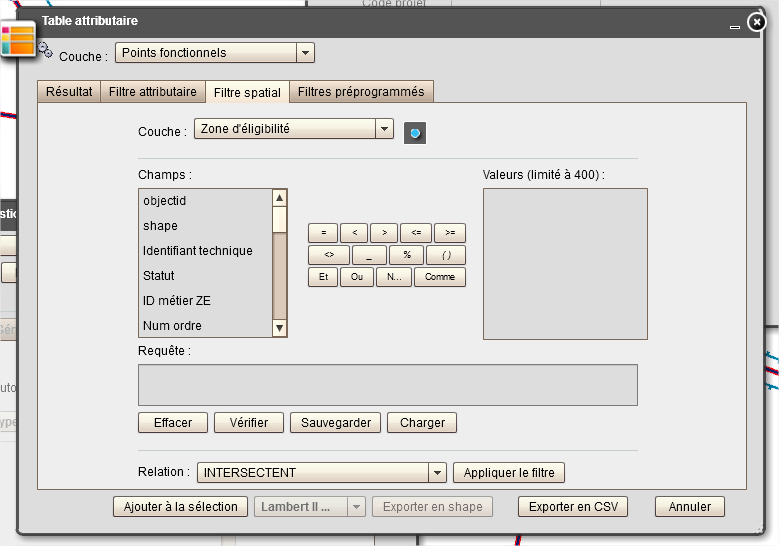 Code projet
Table attributaire
Couche : Points fonctionnels
Résultat Filtre attributaire Filtre spatial Filtres préprogrammés
Couche : Zone d'éligibilité
Champs : Valeurs (limité à 400) :
objectid
shape
Identifiant technique
Statut
ID métier ZE
Num ordre
= < > <= >=
<> _ % ( )
Et Ou N... Comme
Requête :
Effacer Vérifier Sauvegarder Charger
Relation : INTERSECTENT Appliquer le filtre
Ajouter à la sélection Lambert II ... Exporter en shape Exporter en CSV Annuler